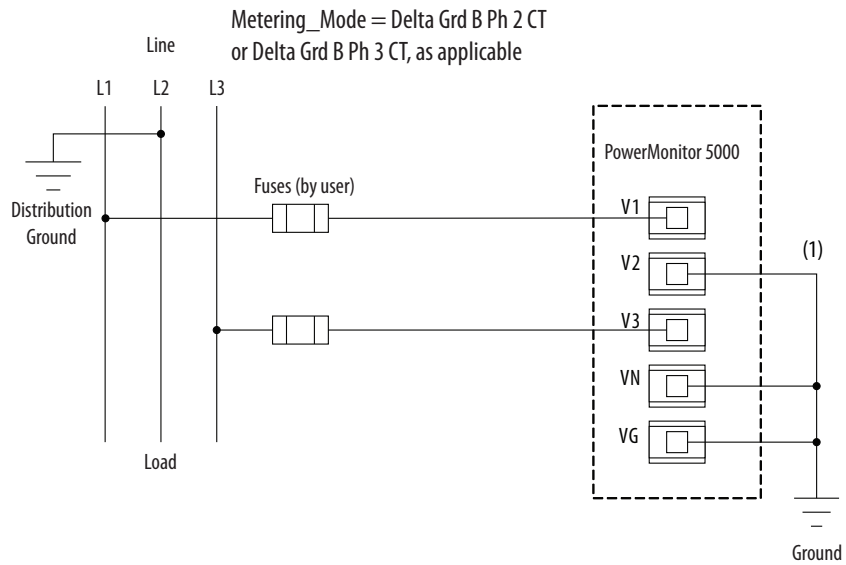 Metering_Mode = Delta Grd B Ph 2 CT
or Delta Grd B Ph 3 CT, as applicable
Line
L1 L2 L3
PowerMonitor 5000
Fuses (by user)
Distribution
Ground
V1
V2
(1)
V3
VN
VG
Load
Ground